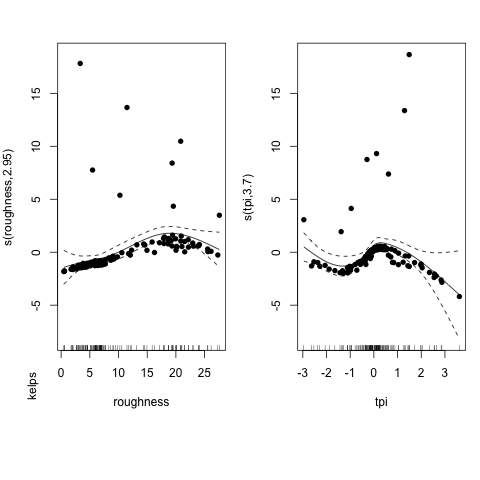 s(roughness,2.95)
-5 0 5 10 15
0 5 10 15 20 25
roughness
kelps
s(tpi,3.7)
-5 0 5 10 15
-3 -2 -1 0 1 2 3
tpi